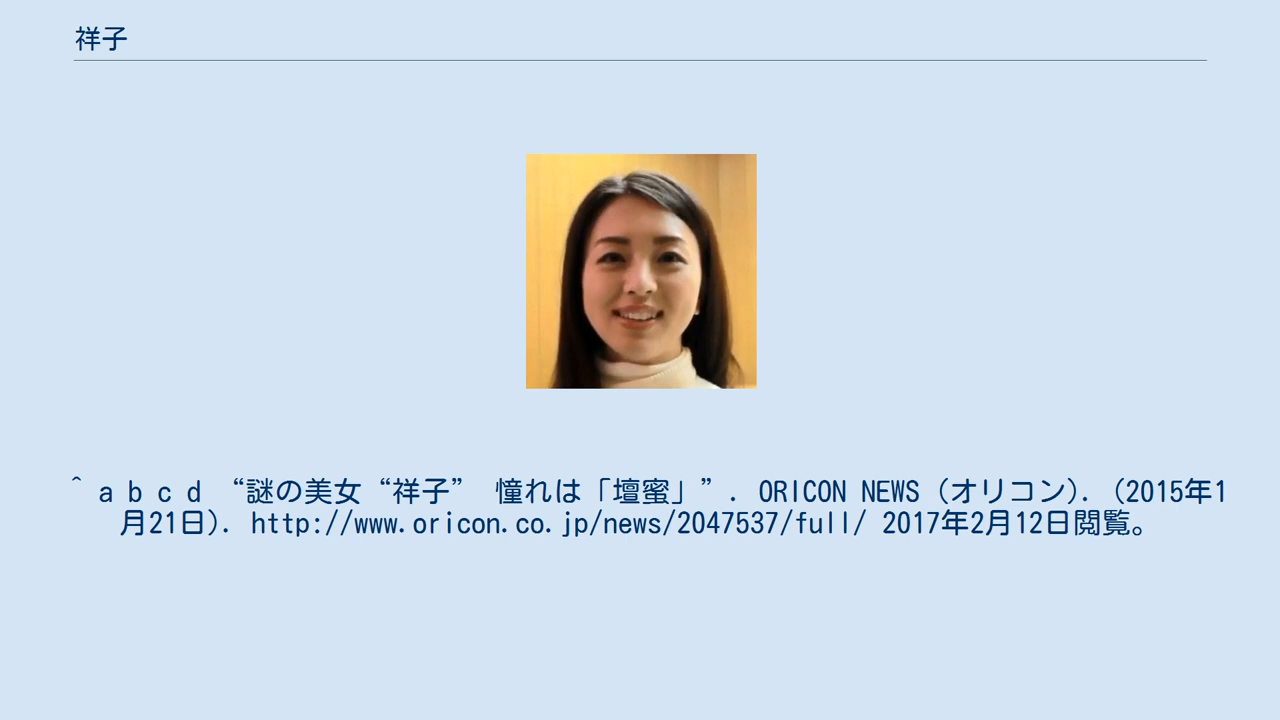 祥子
^ a b c d “謎の美女“祥子” 憧れは「壇蜜」”. ORICON NEWS (オリコン). (2015年1
月21日). http://www.oricon.co.jp/news/2047537/full/ 2017年2月12日閲覧。